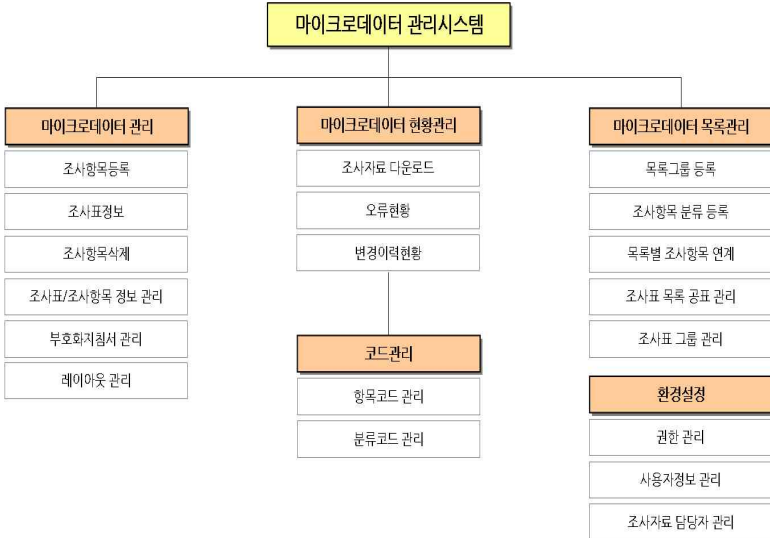 마이크로데이터 관리시스템
마이크로데이터 관리
조사항목등록
조사표정보
조사항목삭제
조사표/조사항목 정보 관리
부호화지침서 관리
레이아웃 관리
마이크로데이터 현황관리
조사자료 다운로드
오류현황
변경이력현황
코드관리
항목코드 관리
분류코드 관리
마이크로데이터 목록관리
목록그룹 등록
조사항목 분류 등록
목록별 조사항목 연계
조사표 목록 공표 관리
조사표 그룹 관리
환경설정
권한 관리
사용자정보 관리
조사자료 담당자 관리